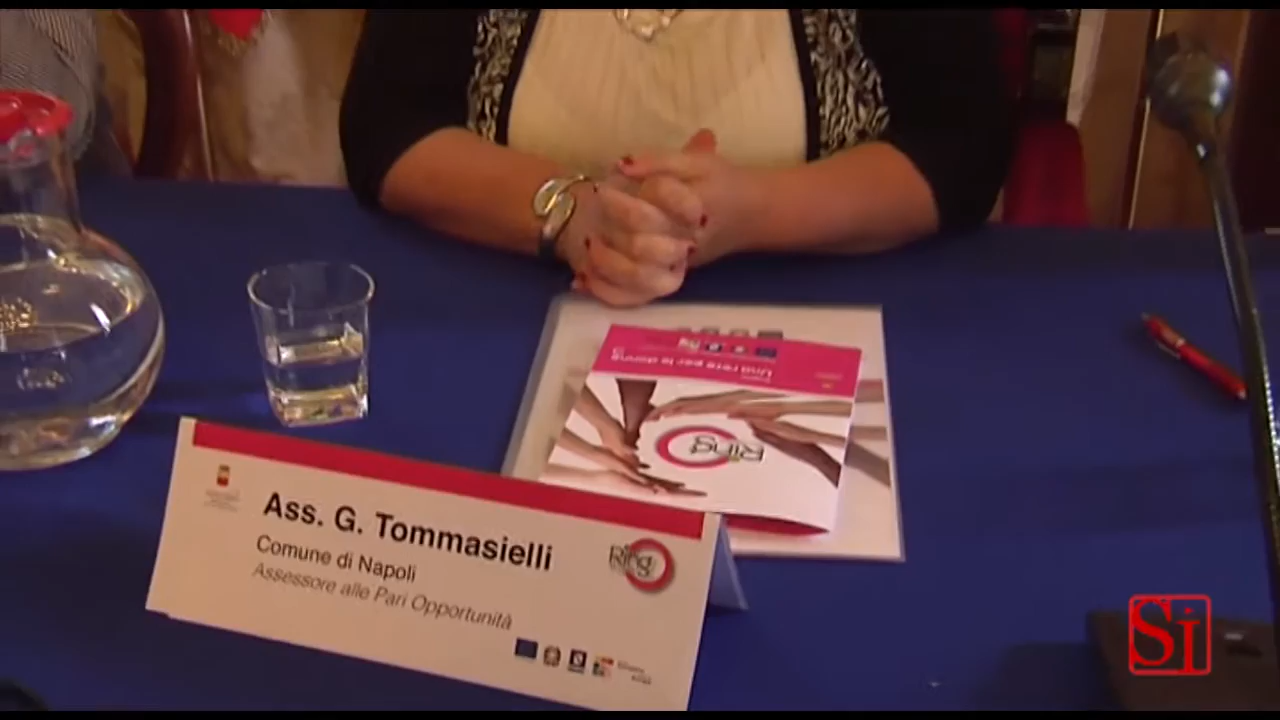 Una rete per le donne
Ring
Ass. G. Tommasielli
Comune di Napoli
Assessore alle Pari Opportunità
Ring
Si